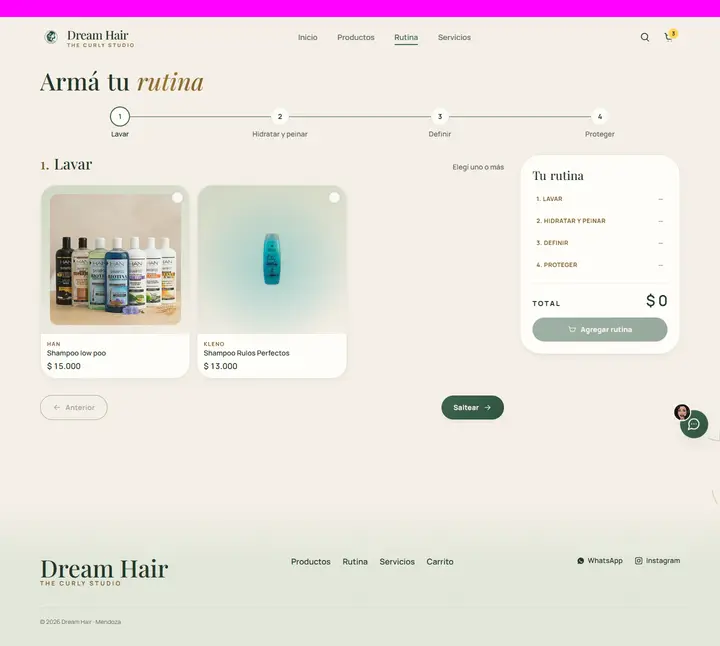 Dream Hair
THE CURLY STUDIO
Inicio
Productos
Rutina
Servicios
3
Armá tu rutina
1
2
3
4
Lavar
Hidratar y peinar
Definir
Proteger
1. Lavar
Elegí uno o más
HAN
Shampoo low poo
$ 15.000
KLENO
Shampoo Rulos Perfectos
$ 13.000
Anterior
Saltear
Tu rutina
1. LAVAR —
2. HIDRATAR Y PEINAR —
3. DEFINIR —
4. PROTEGER —
TOTAL $ 0
Agregar rutina
Dream Hair
THE CURLY STUDIO
Productos
Rutina
Servicios
Carrito
WhatsApp
Instagram
© 2026 Dream Hair · Mendoza